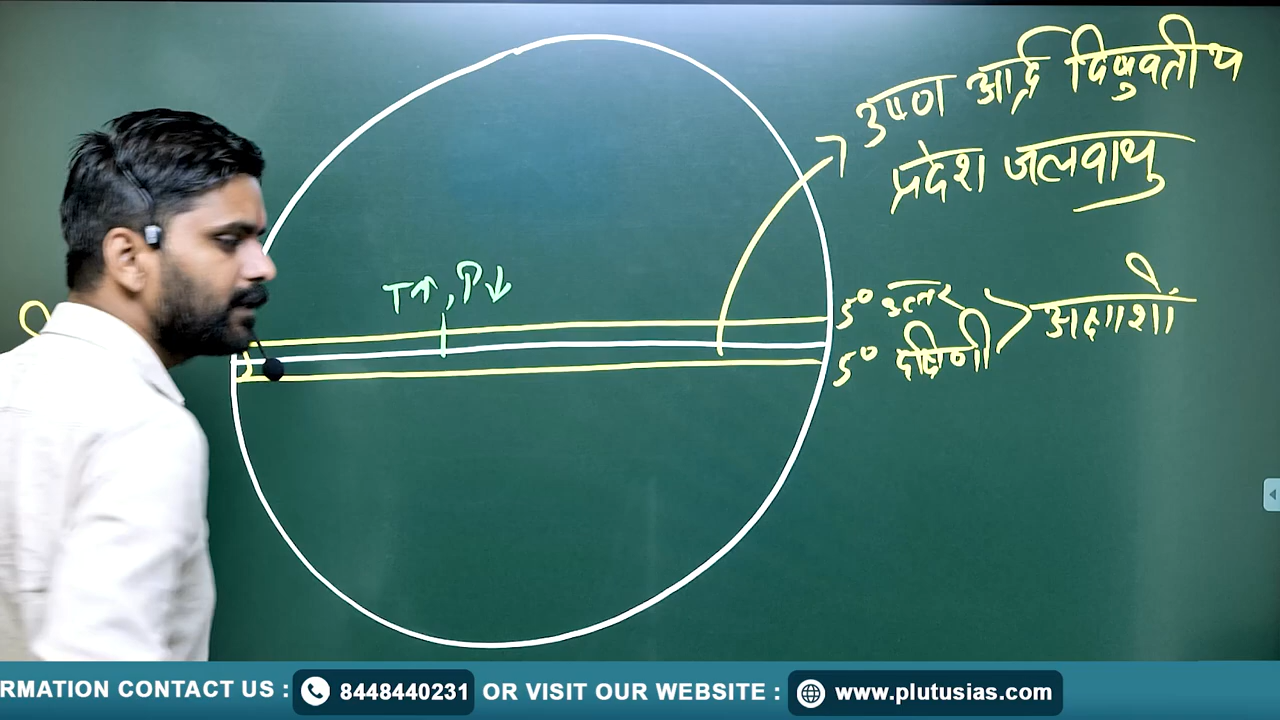 उष्ण आर्द्र विषुवतीय
प्रदेश जलवायु
T↑, P↓
5° उत्तर
5° दक्षिणी
> अक्षाशों
RMATION CONTACT US : 8448440231 OR VISIT OUR WEBSITE : www.plutusias.com